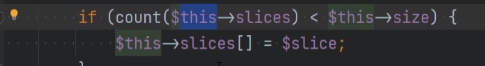 if (count($this->slices) < $this->size) {
$this->slices[] = $slice;
}